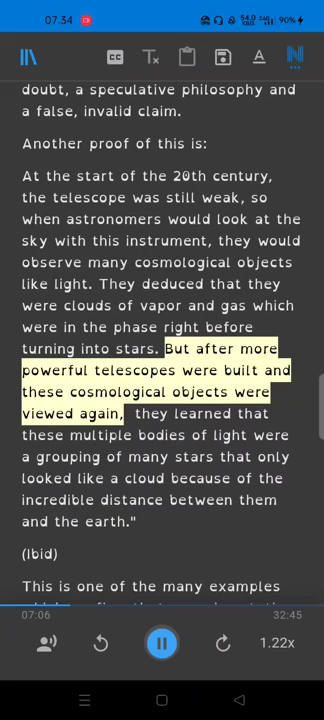 07.34
54.0 KB/S
90%
CC
doubt, a speculative philosophy and
a false, invalid claim.
Another proof of this is:
At the start of the 20th century,
the telescope was still weak, so
when astronomers would look at the
sky with this instrument, they would
observe many cosmological objects
like light. They deduced that they
were clouds of vapor and gas which
were in the phase right before
turning into stars. But after more
powerful telescopes were built and
these cosmological objects were
viewed again, they learned that
these multiple bodies of light were
a grouping of many stars that only
looked like a cloud because of the
incredible distance between them
and the earth."
(Ibid)
This is one of the many examples
07:06
32:45
1.22x